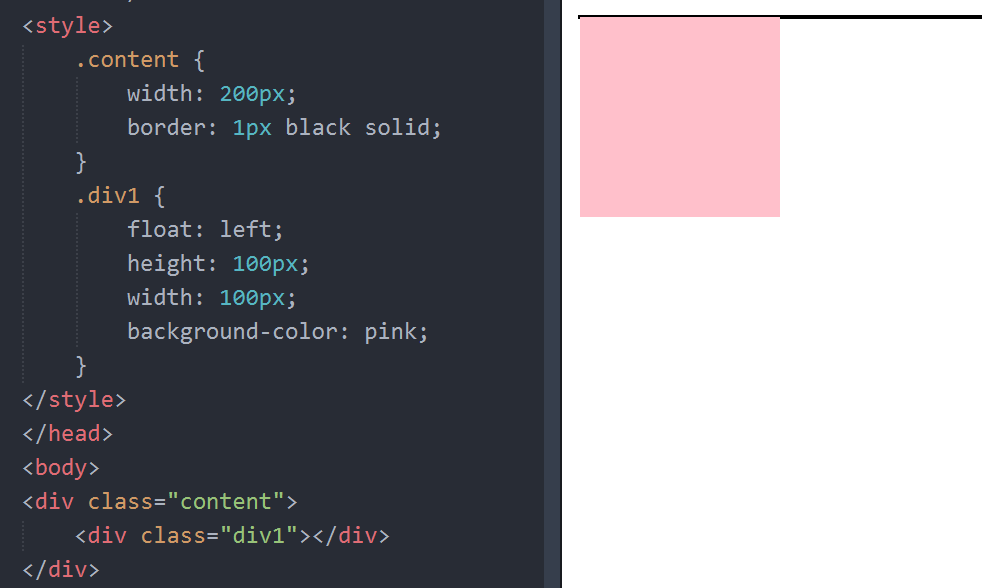 <style>
    .content {
        width: 200px;
        border: 1px black solid;
    }
    .div1 {
        float: left;
        height: 100px;
        width: 100px;
        background-color: pink;
    }
</style>
</head>
<body>
<div class="content">
    <div class="div1"></div>
</div>